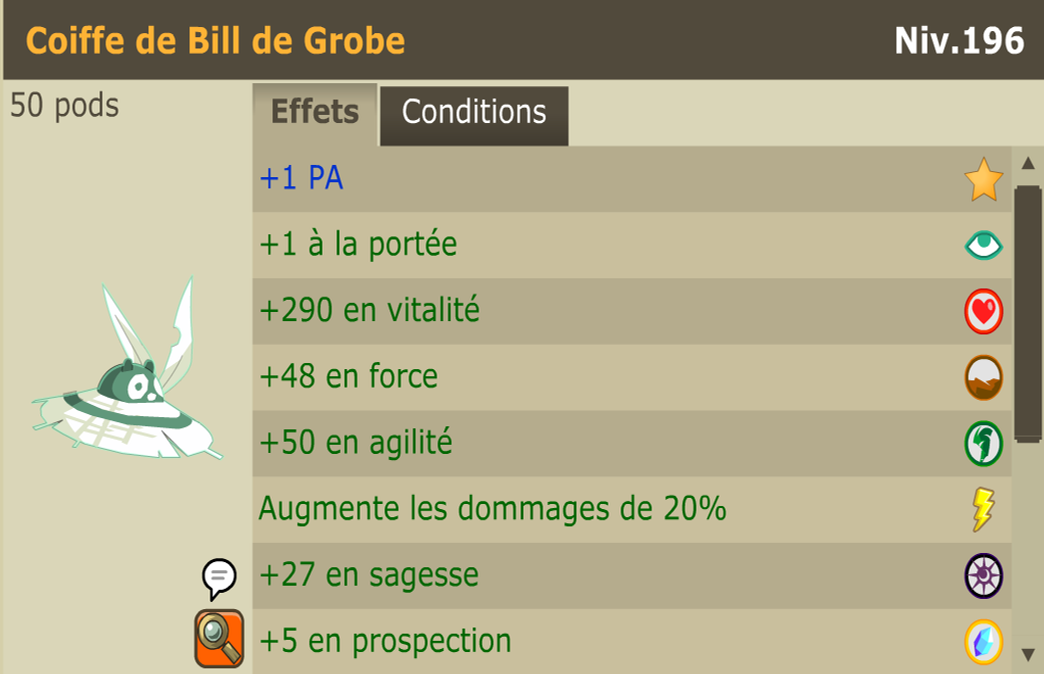 Coiffe de Bill de Grobe
Niv.196
50 pods
Effets
Conditions
+1 PA
+1 à la portée
+290 en vitalité
+48 en force
+50 en agilité
Augmente les dommages de 20%
+27 en sagesse
+5 en prospection